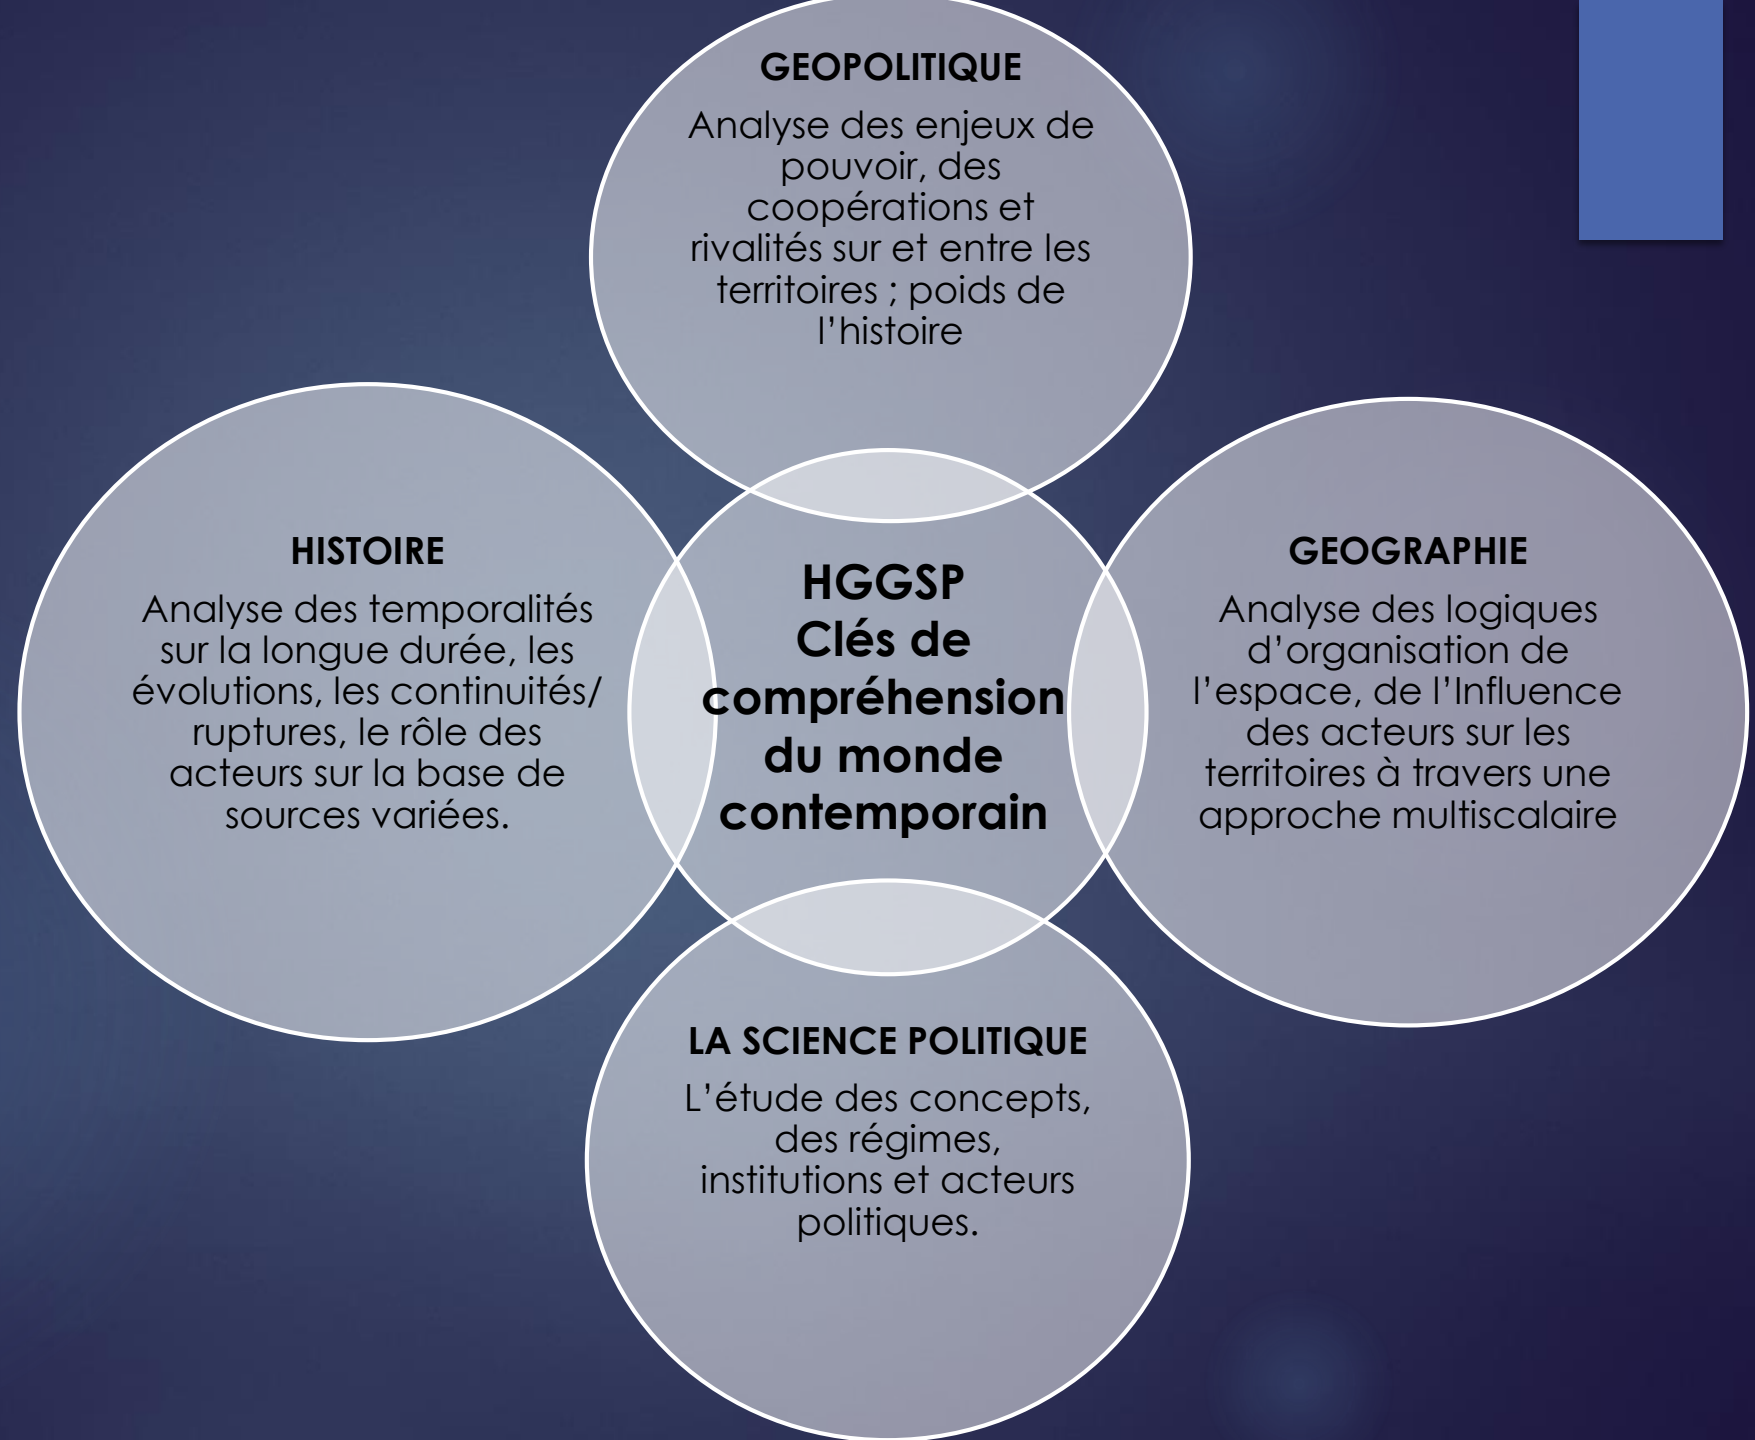 GEOPOLITIQUE
Analyse des enjeux de
pouvoir, des
coopérations et
rivalités sur et entre les
territoires ; poids de
l’histoire
HISTOIRE
Analyse des temporalités
sur la longue durée, les
évolutions, les continuités/
ruptures, le rôle des
acteurs sur la base de
sources variées.
HGGSP
Clés de
compréhension
du monde
contemporain
GEOGRAPHIE
Analyse des logiques
d’organisation de
l’espace, de l’Influence
des acteurs sur les
territoires à travers une
approche multiscalaire
LA SCIENCE POLITIQUE
L’étude des concepts,
des régimes,
institutions et acteurs
politiques.